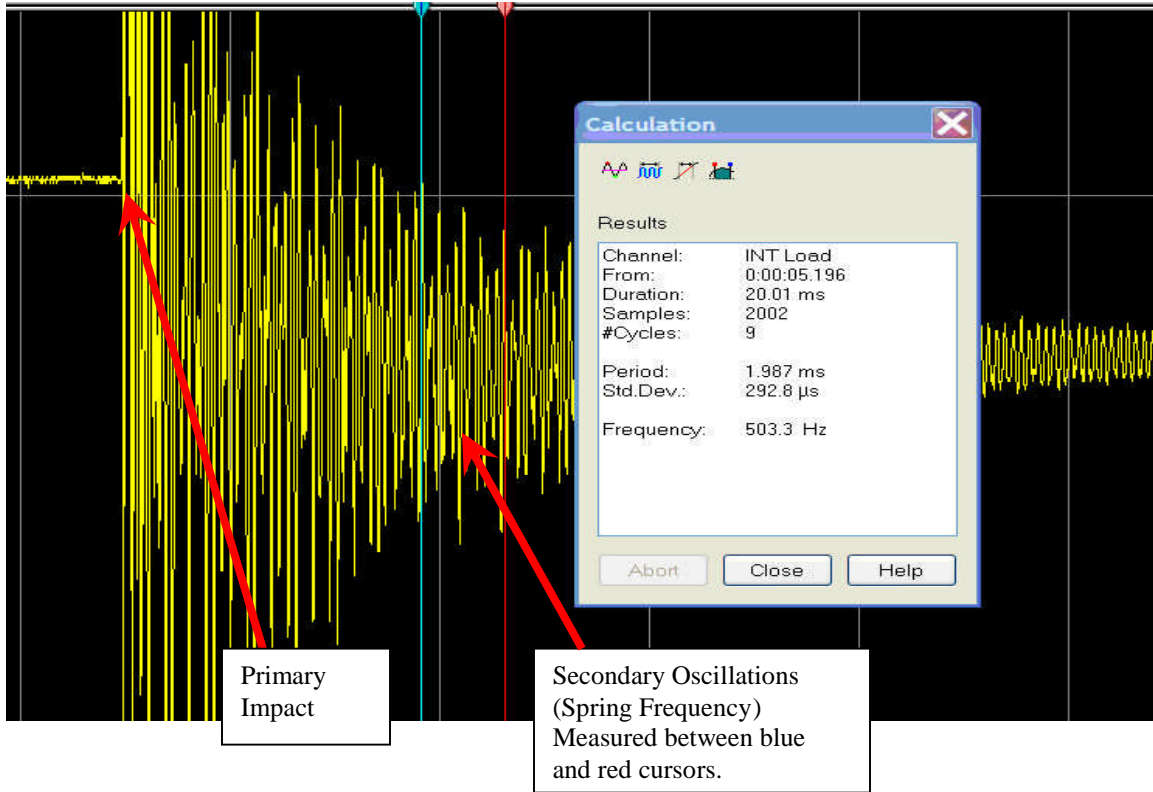 Calculation
Results
Channel: INT Load
From: 0:00:05.196
Duration: 20.01 ms
Samples: 2002
#Cycles: 9
Period: 1.987 ms
Std.Dev.: 292.8 µs
Frequency: 503.3 Hz
Abort Close Help
Primary
Impact
Secondary Oscillations
(Spring Frequency)
Measured between blue
and red cursors.